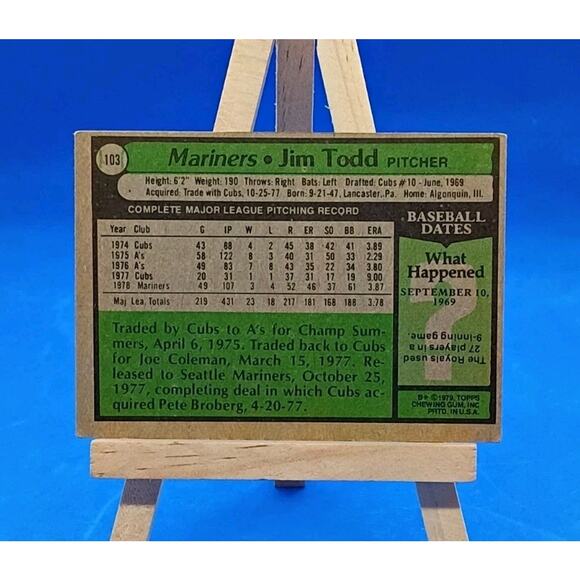 103
Mariners • Jim Todd PITCHER
Height: 6'2" Weight: 190 Throws: Right Bats: Left Drafted: Cubs #10 - June, 1969
Acquired: Trade with Cubs, 10-25-77 Born: 9-21-47, Lancaster, Pa. Home: Algonquin, Ill.
COMPLETE MAJOR LEAGUE PITCHING RECORD
Year Club G IP W L R ER SO BB ERA
1974 Cubs 43 88 4 2 45 38 42 41 3.89
1975 A's 58 122 8 3 40 31 50 33 2.29
1976 A's 49 83 7 8 43 35 22 34 3.80
1977 Cubs 20 31 1 1 37 31 17 19
1978 Mariners 49 107 3 4 52 46 37 61 3.87
Maj Lea. Totals 219 431 23 18 217 181 168 188 3.78
Traded by Cubs to A's for Champ Sum-
mers, April 6, 1975. Traded back to Cubs
for Joe Coleman, March 15, 1977. Re-
leased to Seattle Mariners, October 25,
1977, completing deal in which Cubs ac-
quired Pete Broberg, 4-20-77.
BASEBALL
DATES
What
Happened
SEPTEMBER 10,
1969
?
The Royals used
27 players in a
9-inning game.
B* © 1979, TOPPS
CHEWING GUM, INC
PRTD. IN U.S.A.